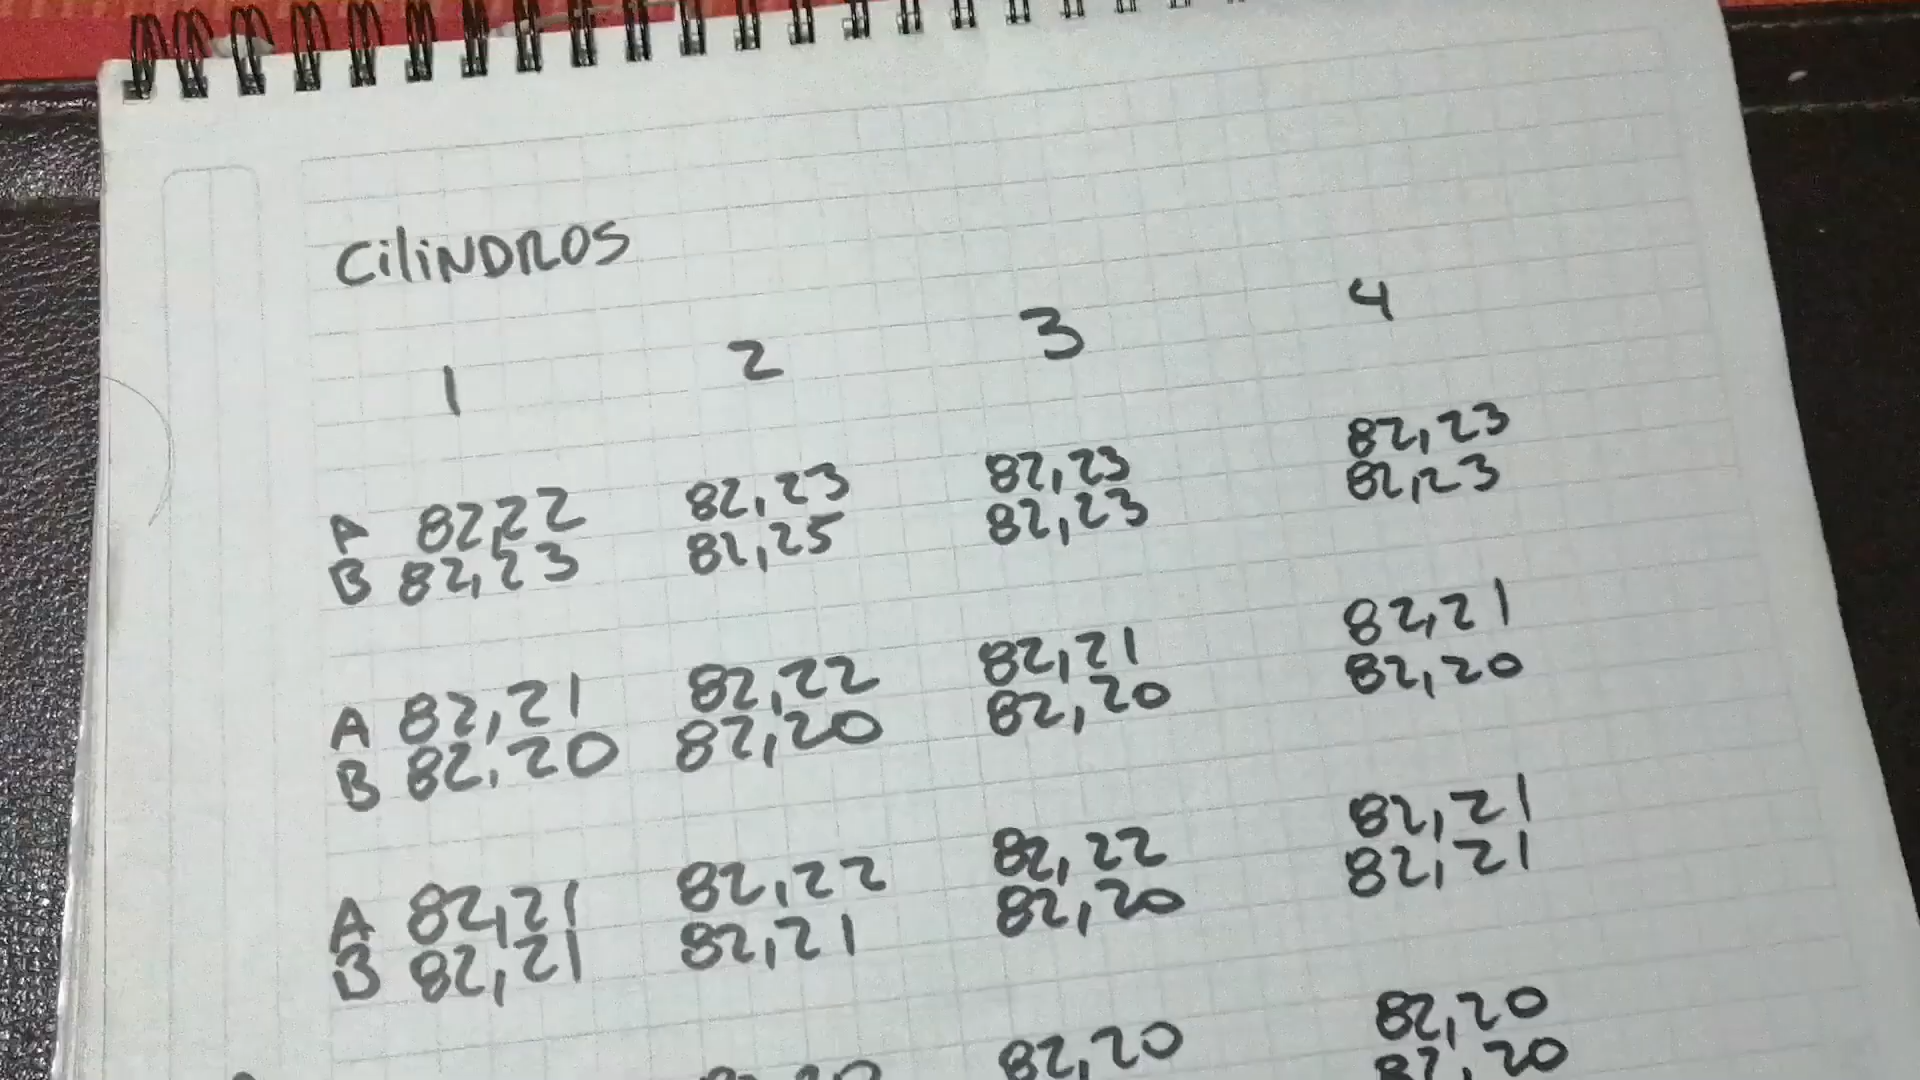 CILINDROS
1 2 3 4
A 82,22 82,23 82,23 82,23
B 82,23 82,25 82,23 82,23
A 82,21 82,22 82,21 82,21
B 82,20 82,20 82,20 82,20
A 82,21 82,22 82,22 82,21
B 82,21 82,21 82,20 82,21
82,20 82,20
82,20